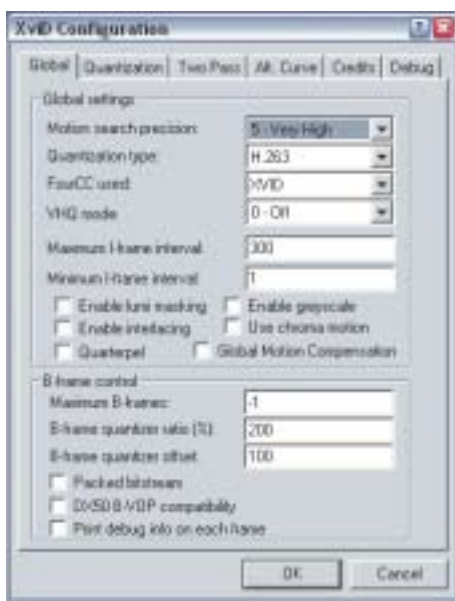 XviD Configuration
Global Quantization Two Pass Alt. Curve Credits Debug
Global settings
Motion search precision: 5 - Very High
Quantization type: H.263
FourCC used: XVID
VHQ mode 0 - Off
Maximum I-frame interval: 300
Minimum I-frame interval: 1
Enable lumi masking Enable greyscale
Enable interlacing Use chroma motion
Quarterpel Global Motion Compensation
B-frame control
Maximum B-frames: -1
B-frame quantizer ratio (%): 200
B-frame quantizer offset: 100
Packed bitstream
DX50 B-VOP compatibility
Print debug info on each frame
OK Cancel